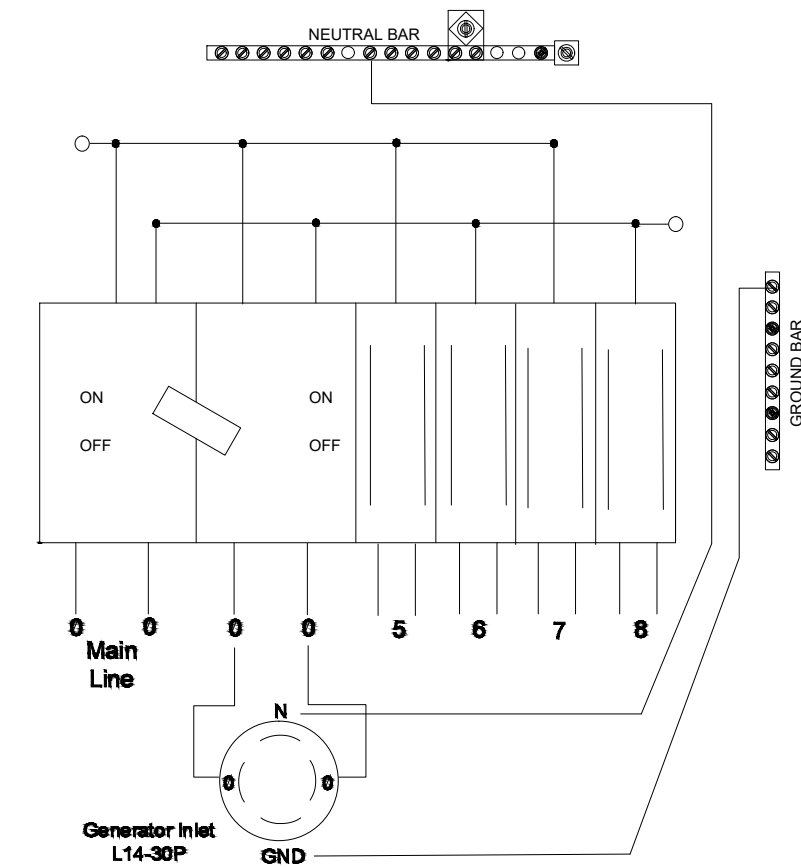 NEUTRAL BAR
ON
ON
OFF
OFF
GROUND BAR
0 0 0 0 5 6 7 8
Main
Line
N
0 0
Generator Inlet
L14-30P
GND